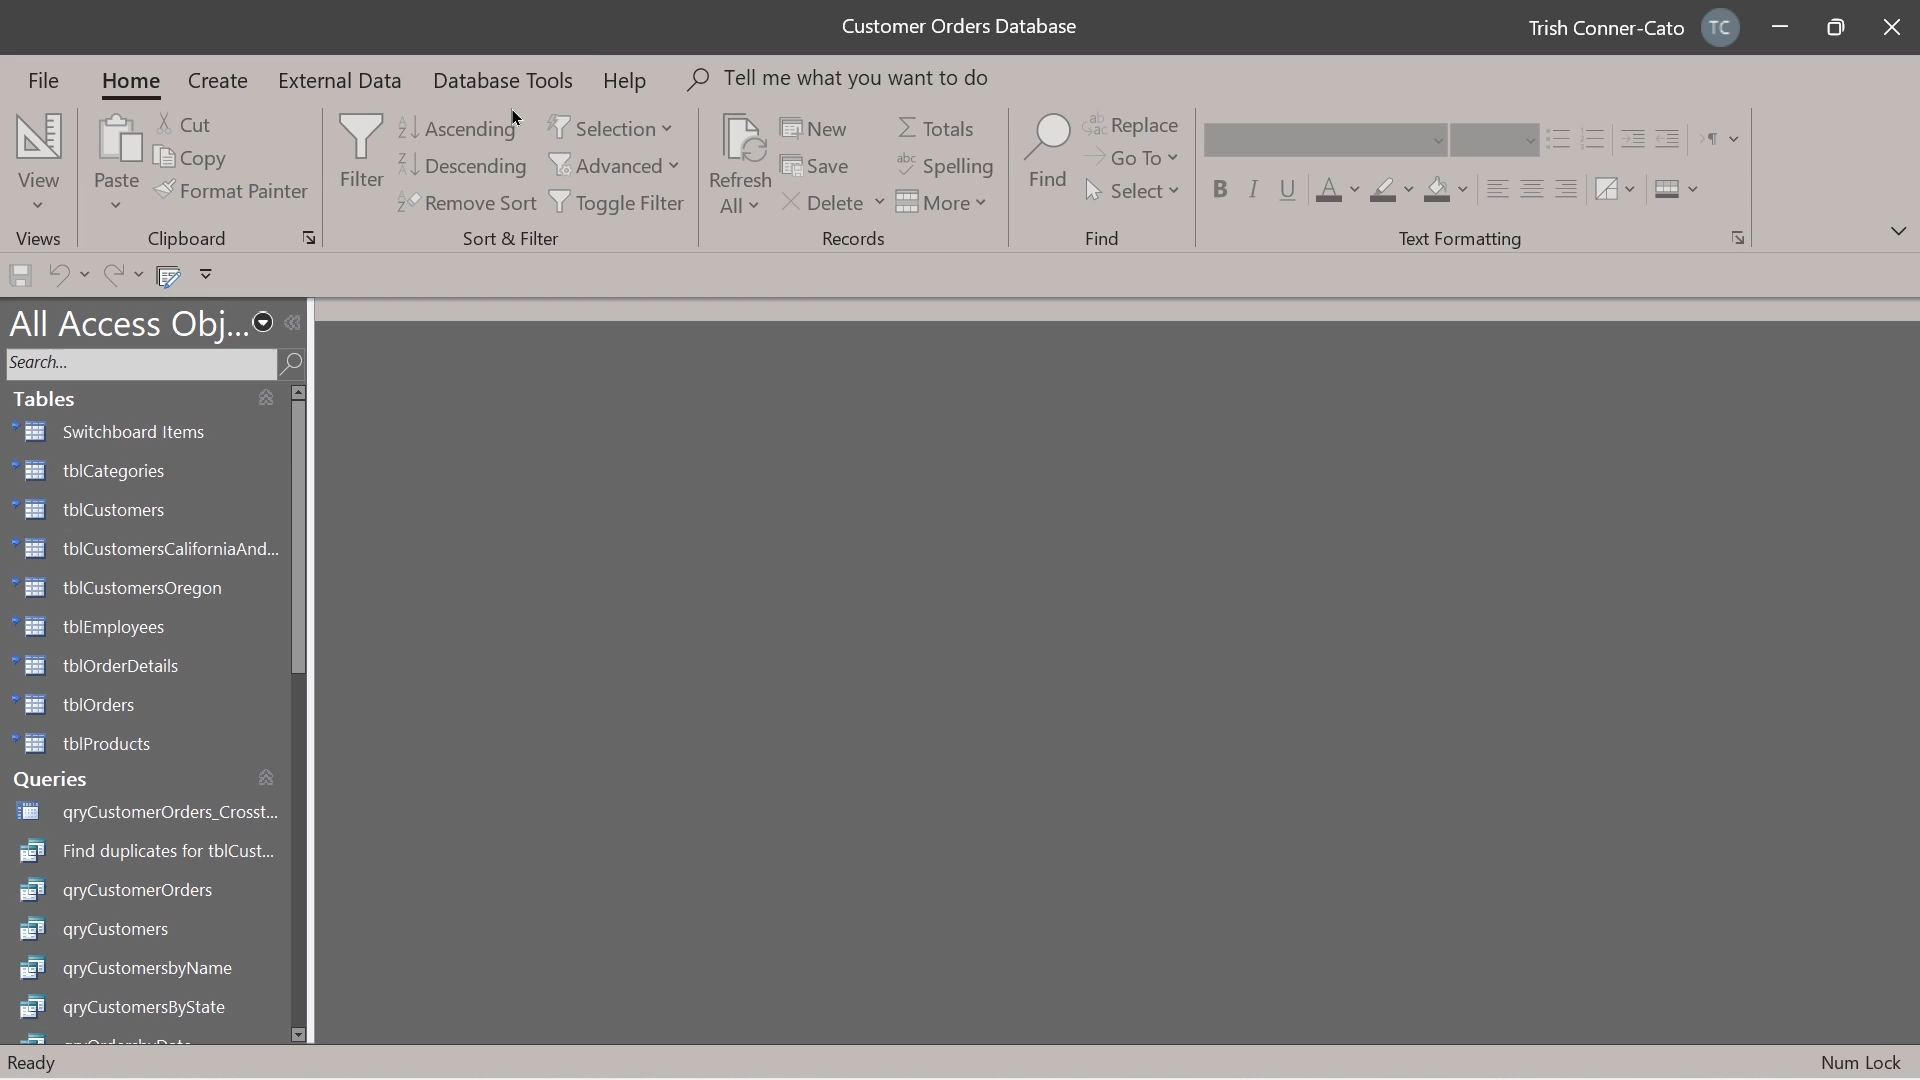 Customer Orders Database
Trish Conner-Cato TC
File Home Create External Data Database Tools Help Tell me what you want to do
View
Views
Paste
Cut
Copy
Format Painter
Clipboard
Filter
Ascending
Descending
Remove Sort
Selection
Advanced
Toggle Filter
Sort & Filter
Refresh
All
New
Save
Delete
Totals
Spelling
More
Records
Find
Replace
Go To
Select
Find
B I U A
Text Formatting
All Access Obj...
Search...
Tables
Switchboard Items
tblCategories
tblCustomers
tblCustomersCaliforniaAnd...
tblCustomersOregon
tblEmployees
tblOrderDetails
tblOrders
tblProducts
Queries
qryCustomerOrders_Crosst...
Find duplicates for tblCust...
qryCustomerOrders
qryCustomers
qryCustomersbyName
qryCustomersByState
Ready
Num Lock